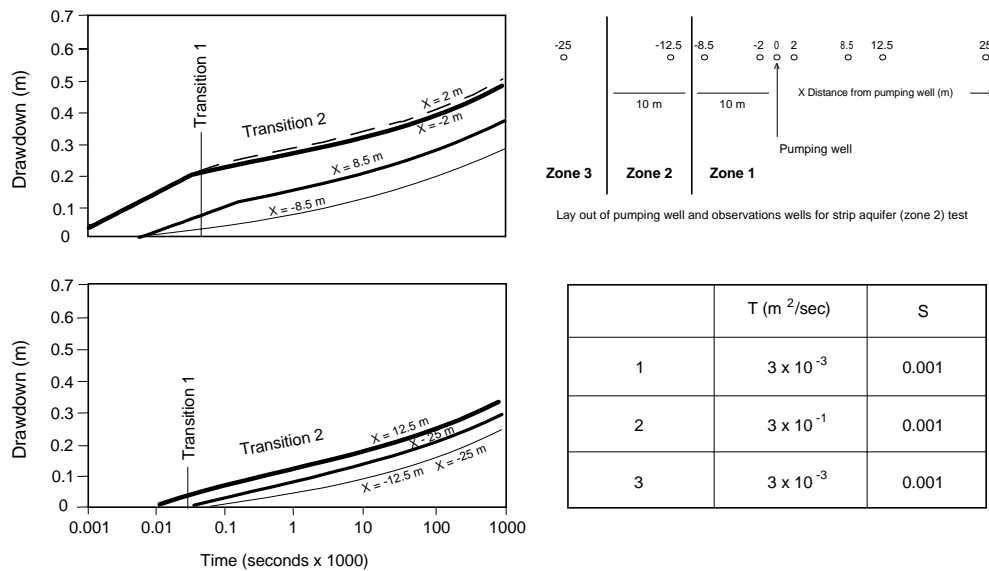 0.7
0.6
0.5
0.4
0.3
0.2
0.1
0
Drawdown (m)
Transition 1
Transition 2
X = 2 m
X = -2 m
X = 8.5 m
X = -8.5 m
-25 -12.5 -8.5 -2 0 2 8.5 12.5 25
10 m 10 m X Distance from pumping well (m)
Pumping well
Zone 3 Zone 2 Zone 1
Lay out of pumping well and observations wells for strip aquifer (zone 2) test
0.7
0.6
0.5
0.4
0.3
0.2
0.1
0
Drawdown (m)
Transition 1
Transition 2
X = 12.5 m
X - 25 m
X = -12.5 m
X = -25 m
0.001 0.01 0.1 1 10 100 1000
Time (seconds x 1000)
T (m 2/sec) S
1 3 x 10 -3 0.001
2 3 x 10 -1 0.001
3 3 x 10 -3 0.001